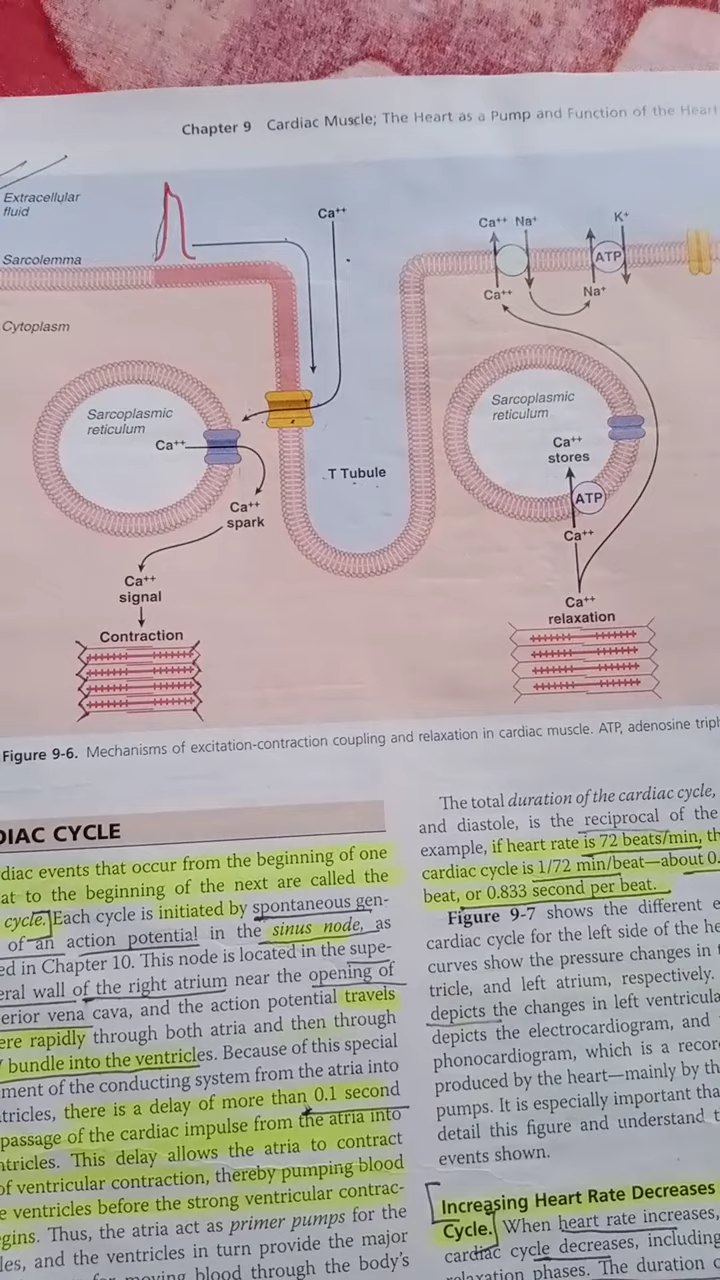 Chapter 9 Cardiac Muscle; The Heart as a Pump and Function of the Heart
Extracellular
fluid
Sarcolemma
Cytoplasm
Ca++
Ca++ Na+
K+
ATP
Ca++
Na+
Sarcoplasmic
reticulum
Ca++
Ca++
spark
T Tubule
Ca++
signal
Contraction
Sarcoplasmic
reticulum
Ca++
stores
ATP
Ca++
Ca++
relaxation
Figure 9-6. Mechanisms of excitation-contraction coupling and relaxation in cardiac muscle. ATP, adenosine
DIAC CYCLE
diac events that occur from the beginning of one
at to the beginning of the next are called the
cycle. Each cycle is initiated by spontaneous gen-
of an action potential in the sinus node, as
ed in Chapter 10. This node is located in the supe-
eral wall of the right atrium near the opening of
erior vena cava, and the action potential travels
ere rapidly through both atria and then through
bundle into the ventricles. Because of this special
ment of the conducting system from the atria into
tricles, there is a delay of more than 0.1 second
passage of the cardiac impulse from the atria into
ntricles. This delay allows the atria to contract
of ventricular contraction, thereby pumping blood
e ventricles before the strong ventricular contrac-
gins. Thus, the atria act as primer pumps for the
les, and the ventricles in turn provide the major
moving blood through the body's
The total duration of the cardiac cycle,
and diastole, is the reciprocal of the
example, if heart rate is 72 beats/min, th
cardiac cycle is 1/72 min/beat—about 0.
beat, or 0.833 second per beat.
Figure 9-7 shows the different e
cardiac cycle for the left side of the he
curves show the pressure changes in
tricle, and left atrium, respectively.
depicts the changes in left ventricula
depicts the electrocardiogram, and
phonocardiogram, which is a recor
produced by the heart—mainly by th
pumps. It is especially important tha
detail this figure and understand t
events shown.
Increasing Heart Rate Decreases
Cycle. When heart rate increases,
cardiac cycle decreases, including
relaxation phases. The duration